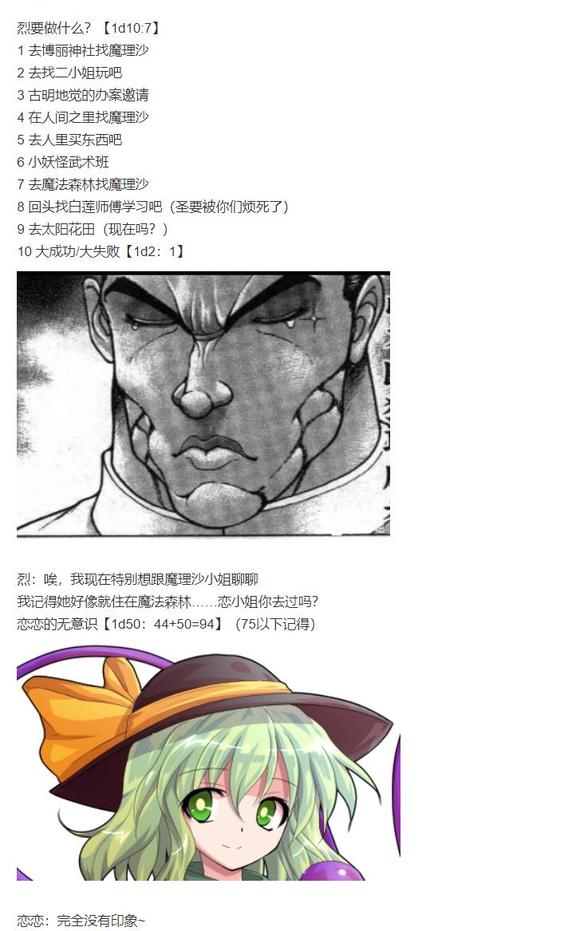 烈要做什么？【1d10:7】
1 去博丽神社找魔理沙
2 去找二小姐玩吧
3 古明地觉的办案邀请
4 在人间之里找魔理沙
5 去人里买东西吧
6 小妖怪武术班
7 去魔法森林找魔理沙
8 回头找白莲师傅学习吧（圣要被你们烦死了）
9 去太阳花田（现在吗？）
10 大成功/大失败【1d2：1】
烈：唉，我现在特别想跟魔理沙小姐聊聊
我记得她好像就住在魔法森林……恋小姐你去过吗？
恋恋的无意识【1d50：44+50=94】（75以下记得）
恋恋：完全没有印象~